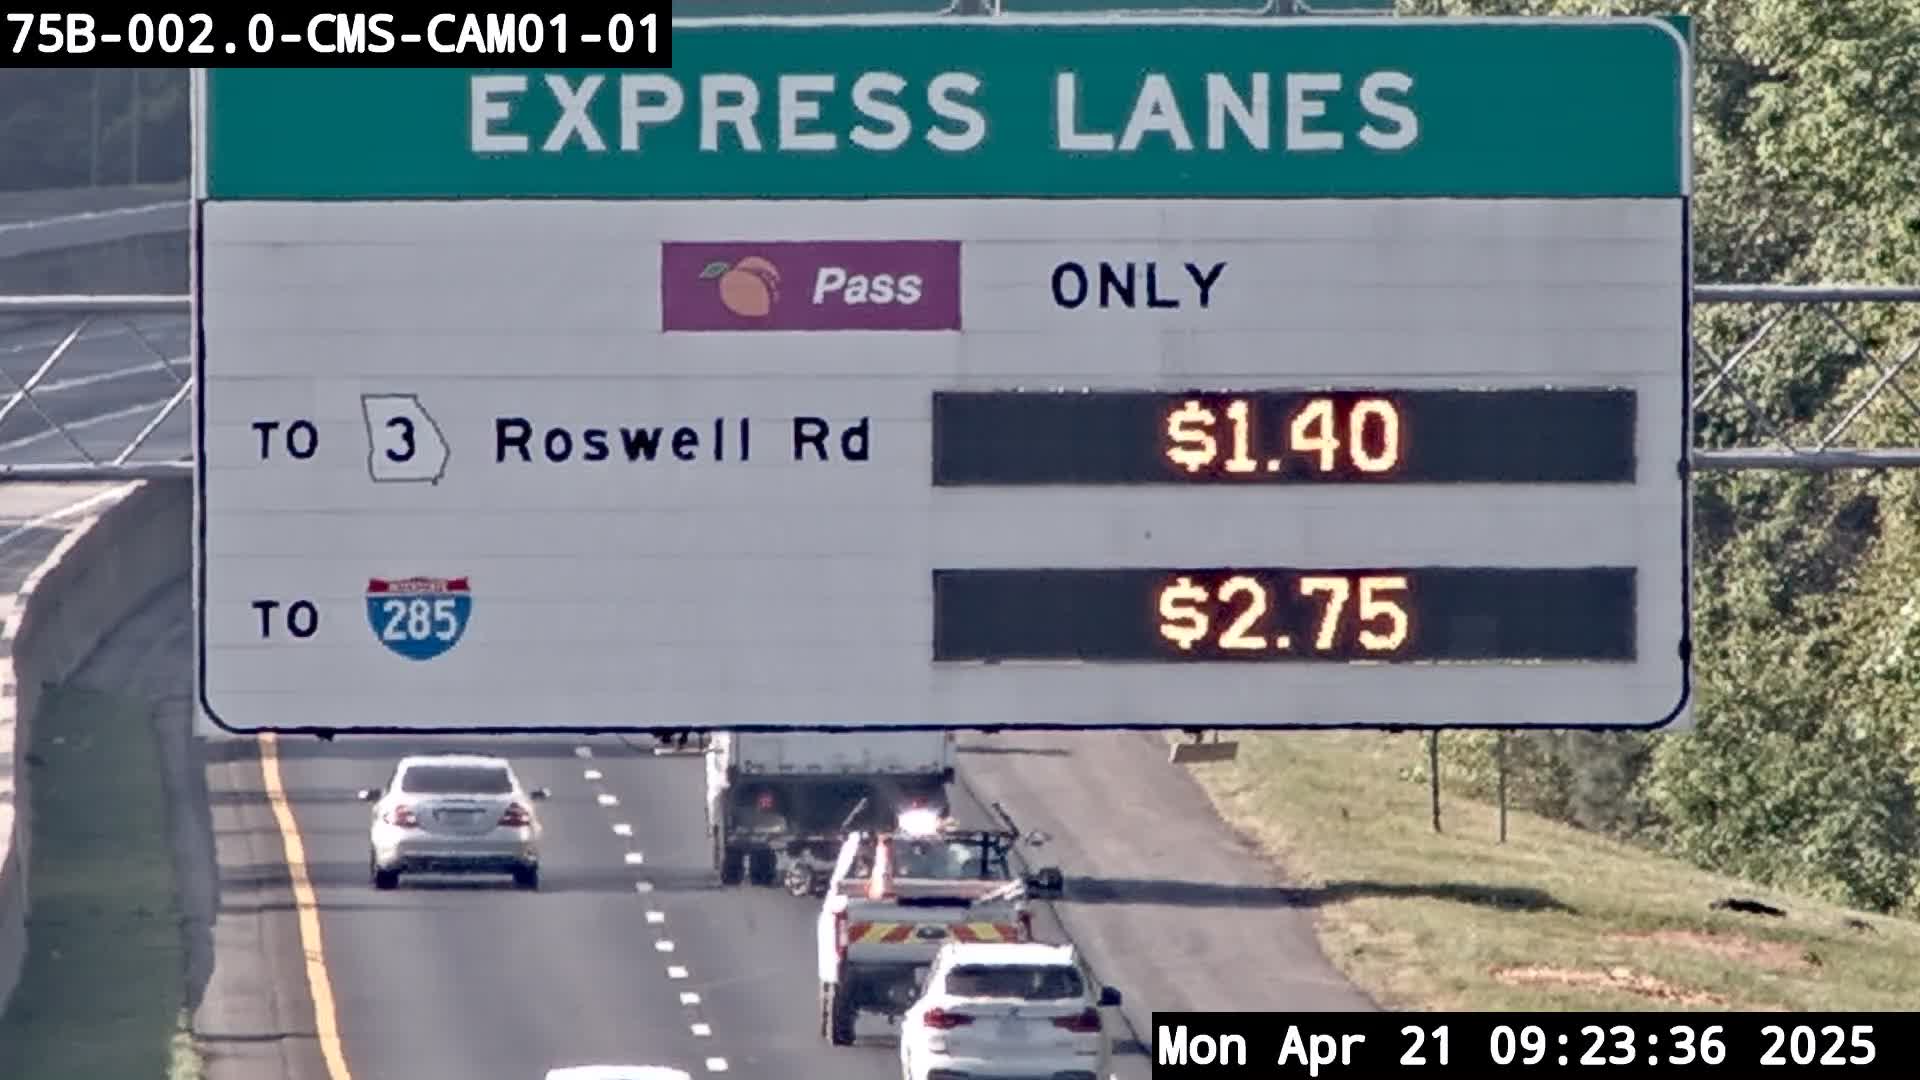 75B-002.0-CMS-CAM01-01
EXPRESS LANES
Pass ONLY
TO 3 Roswell Rd $1.40
TO INTERSTATE 285 $2.75
Mon Apr 21 09:23:36 2025